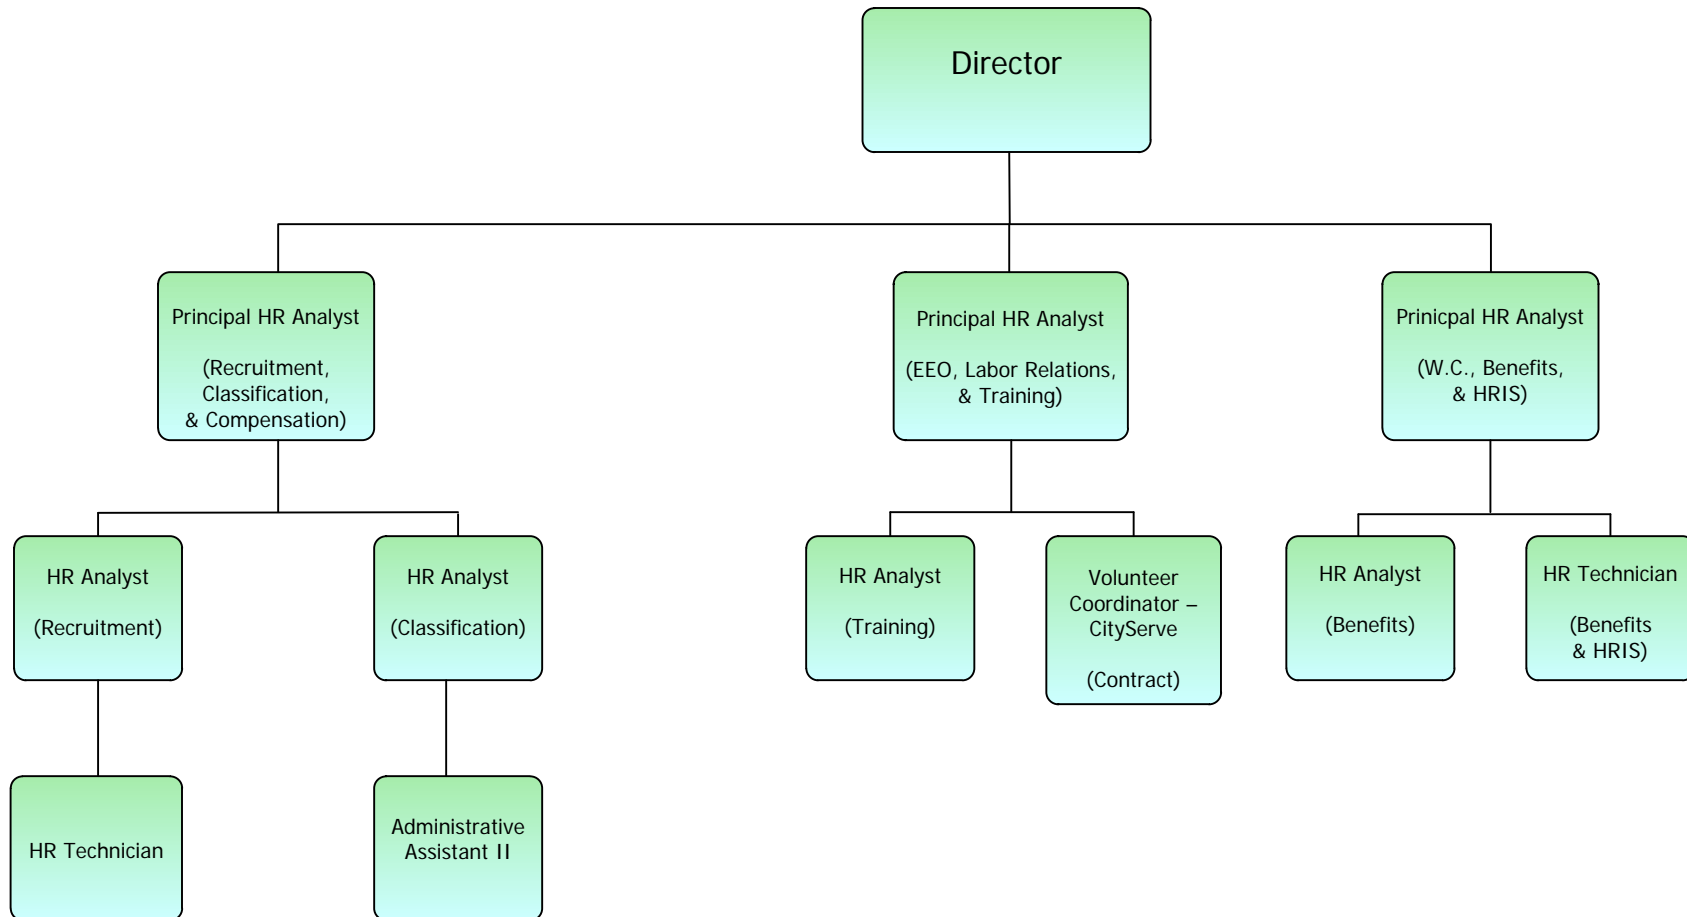 Director
Principal HR Analyst
(Recruitment,
Classification,
& Compensation)
Principal HR Analyst
(EEO, Labor Relations,
& Training)
Prinicpal HR Analyst
(W.C., Benefits,
& HRIS)
HR Analyst
(Recruitment)
HR Analyst
(Classification)
HR Analyst
(Training)
Volunteer
Coordinator –
CityServe
(Contract)
HR Analyst
(Benefits)
HR Technician
(Benefits
& HRIS)
HR Technician
Administrative
Assistant II